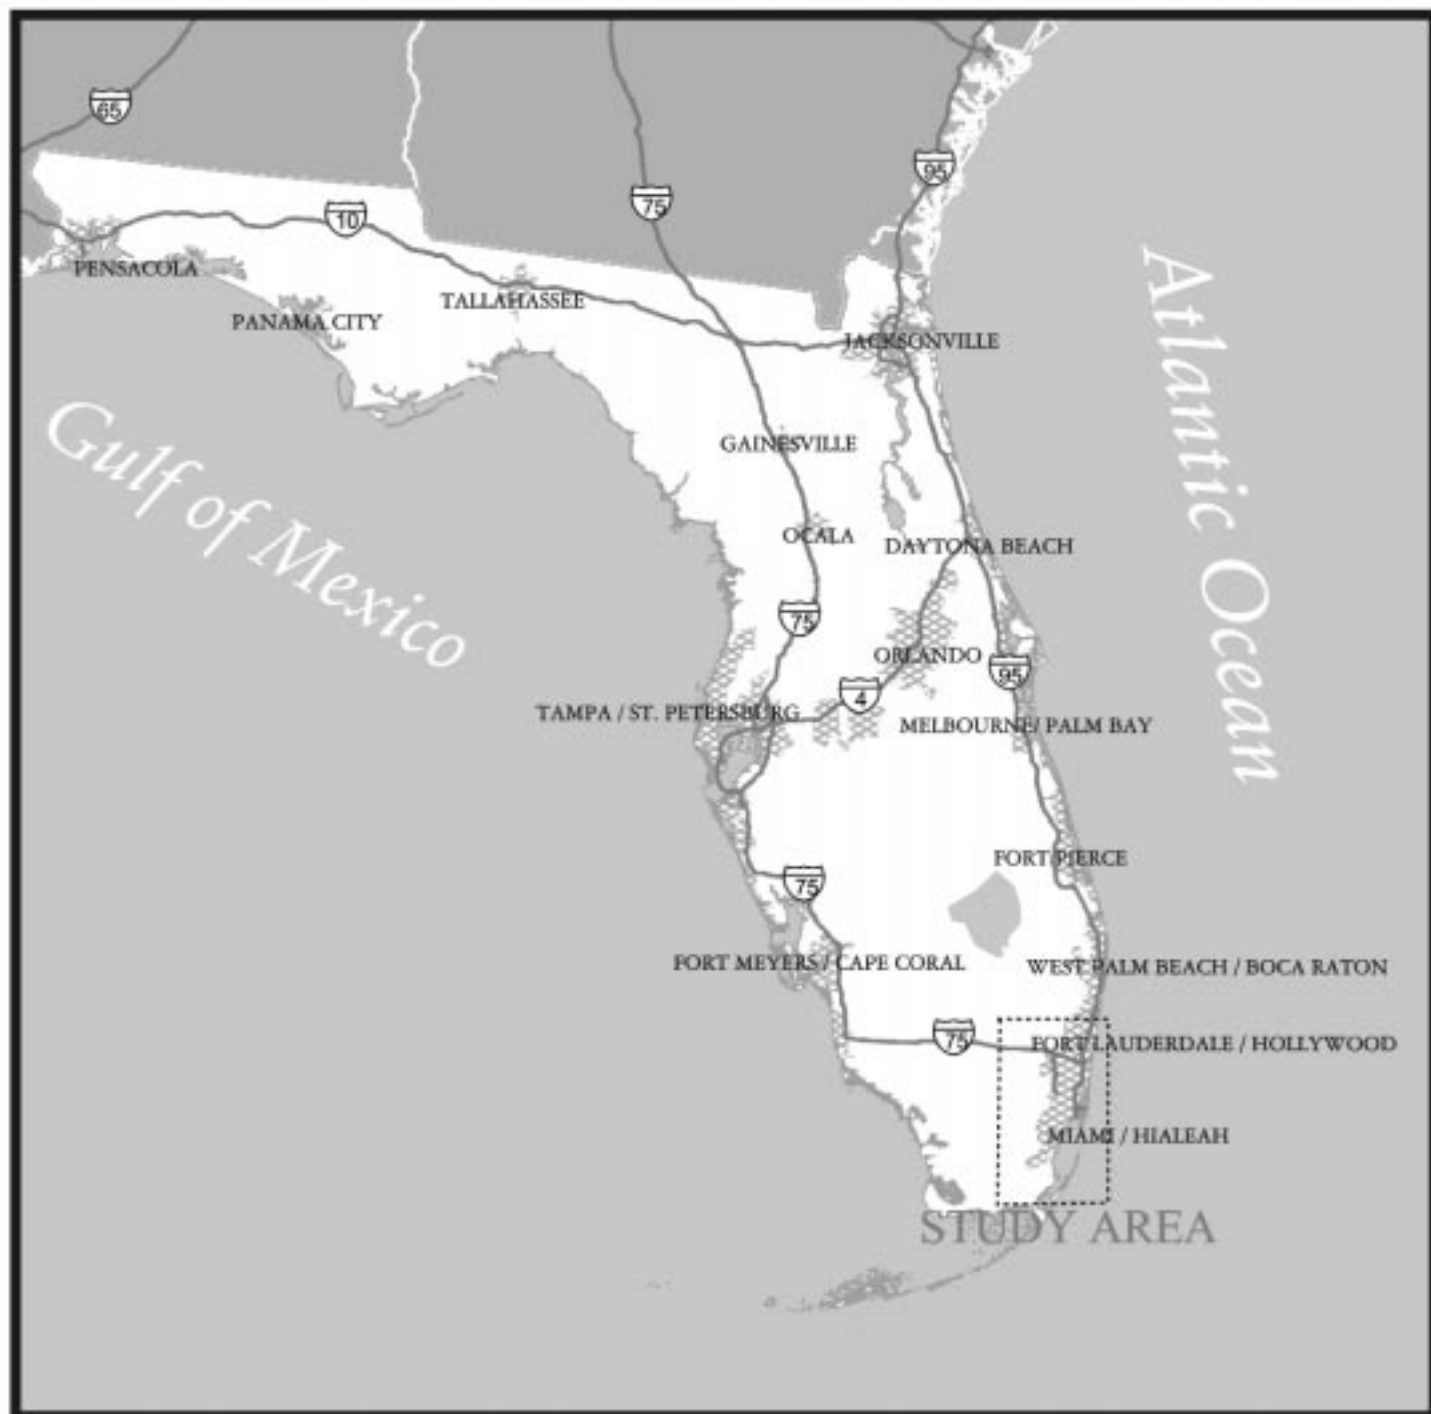 65
95
75
10
PENSACOLA
TALLAHASSEE
PANAMA CITY
JACKSONVILLE
Atlantic Ocean
Gulf of Mexico
GAINESVILLE
OCALA
DAYTONA BEACH
75
ORLANDO
95
4
TAMPA / ST. PETERSBURG
MELBOURNE/ PALM BAY
FORT PIERCE
75
FORT MEYERS / CAPE CORAL
WEST PALM BEACH / BOCA RATON
75
FORT LAUDERDALE / HOLLYWOOD
MIAMI / HIALEAH
STUDY AREA